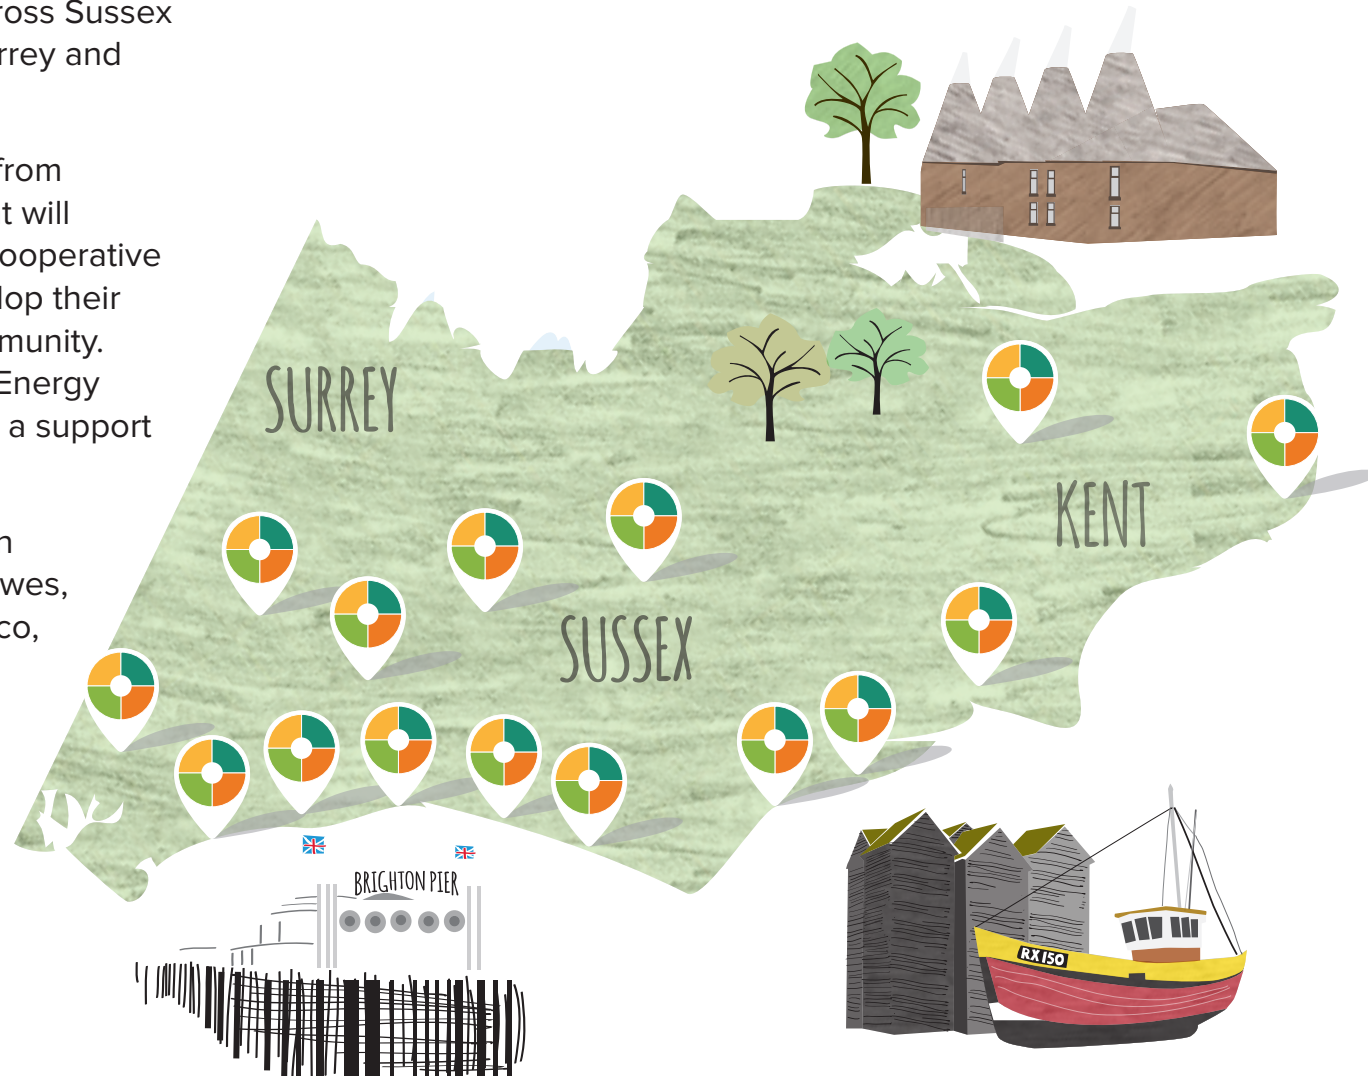 ross Sussex
rrey and
from
t will
ooperative
lop their
munity.
Energy
a support
n
wes,
co,
SURREY
KENT
SUSSEX
BRIGHTON PIER
RX150